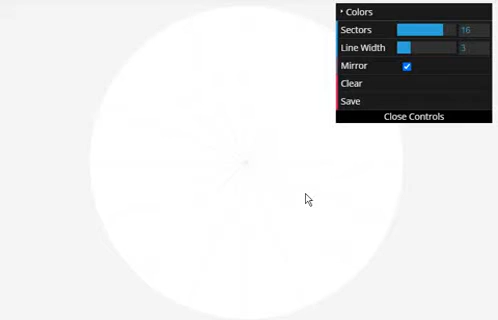 Colors
Sectors 16
Line Width 3
Mirror
Clear
Save
Close Controls